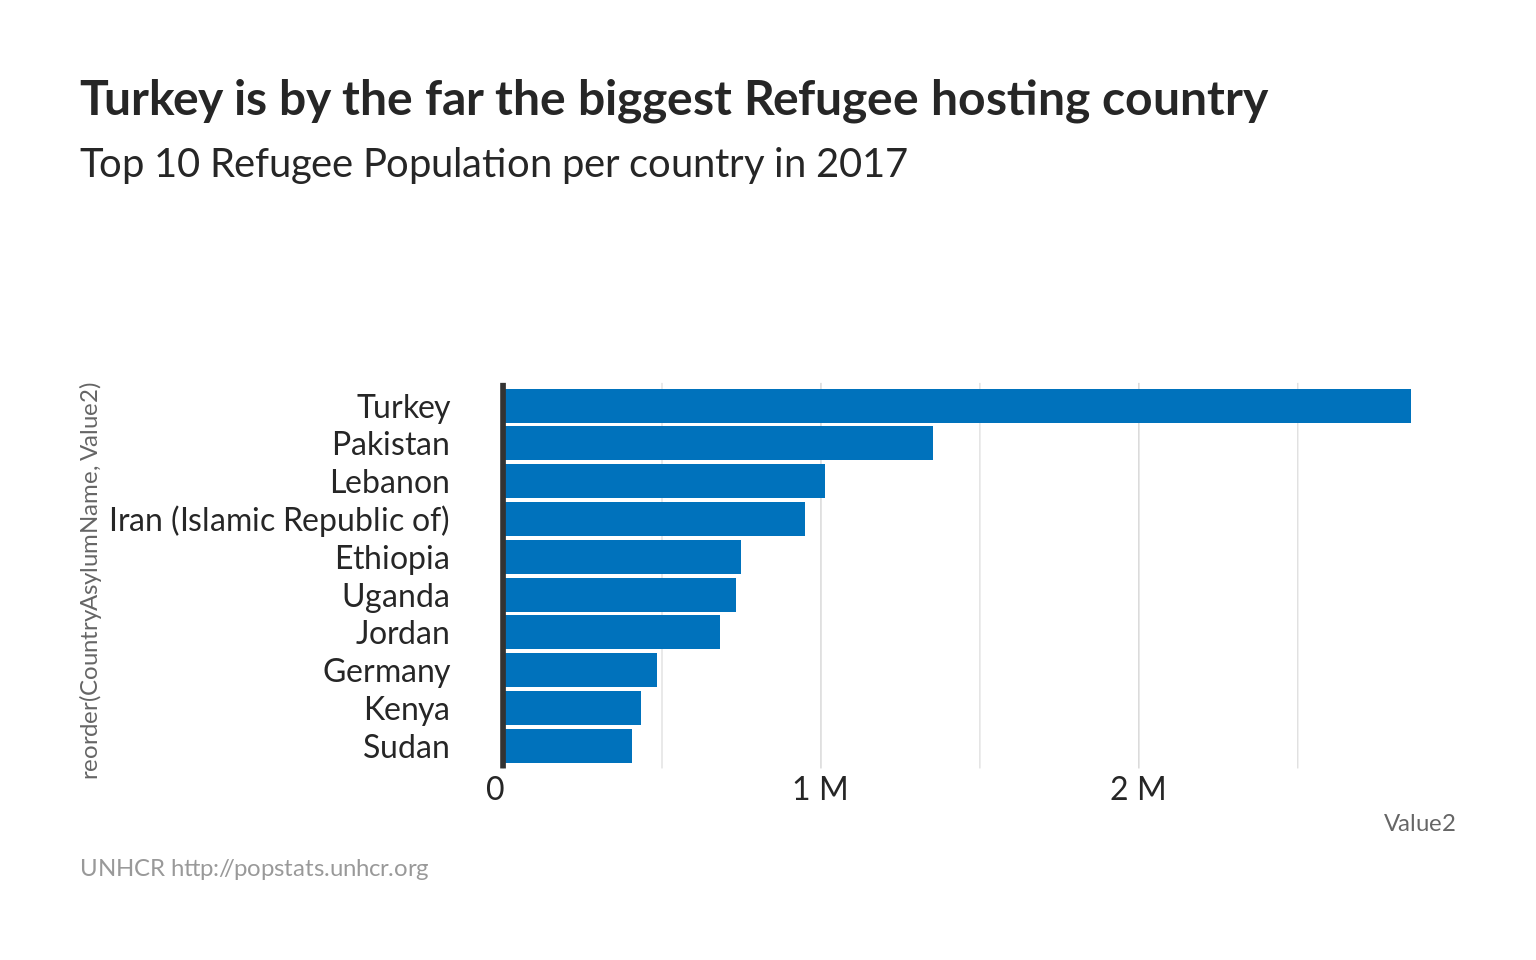 Turkey is by the far the biggest Refugee hosting country
Top 10 Refugee Population per country in 2017
reorder(CountryAsylumName, Value2)
Turkey
Pakistan
Lebanon
Iran (Islamic Republic of)
Ethiopia
Uganda
Jordan
Germany
Kenya
Sudan
0 1 M 2 M
Value2
UNHCR http://popstats.unhcr.org